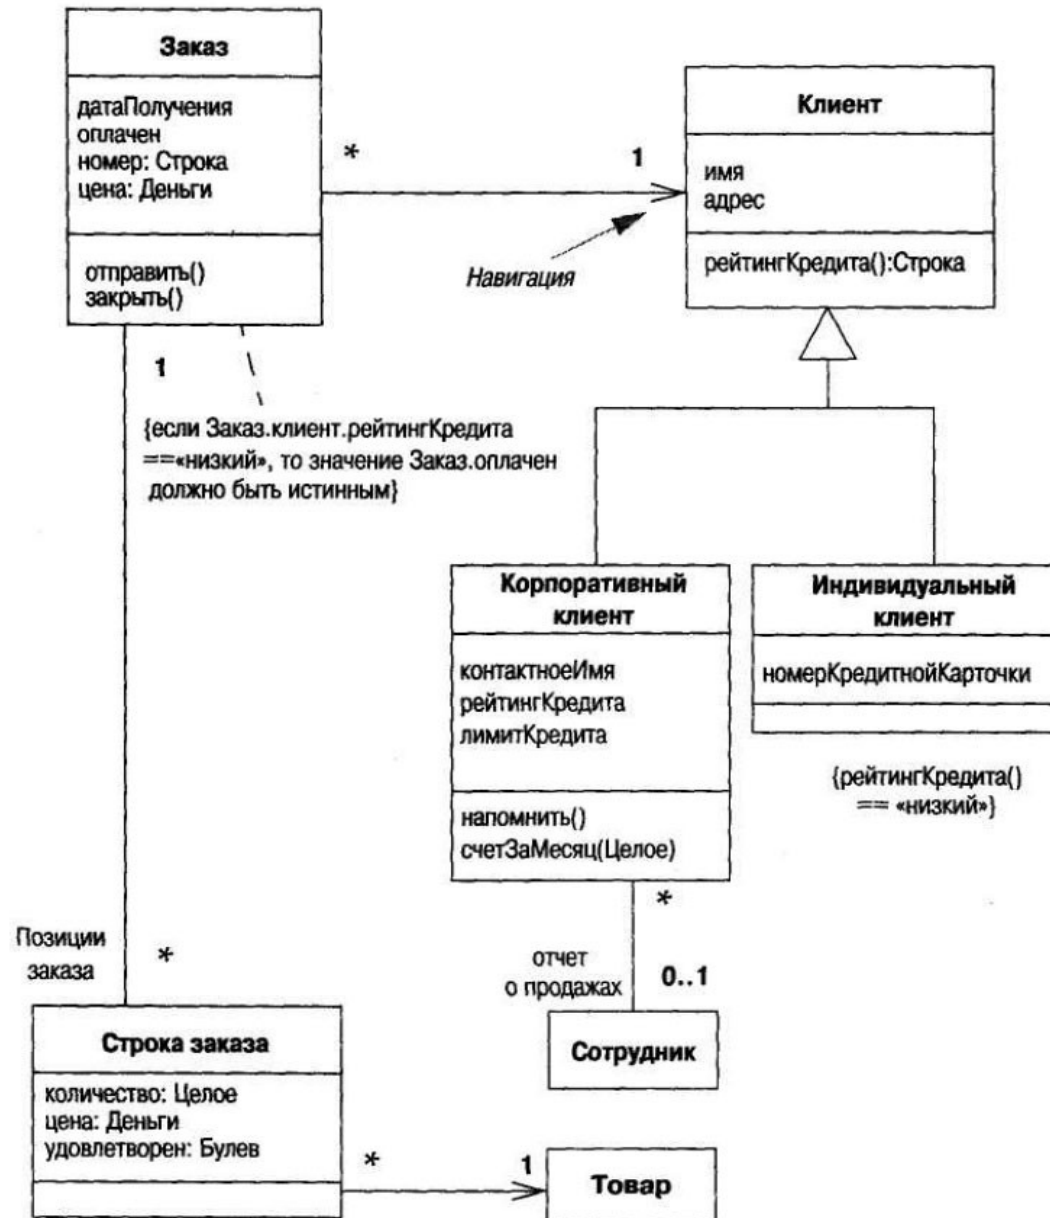 Заказ
датаПолучения
оплачен
номер: Строка
цена: Деньги
отправить()
закрыть()
*
1
Навигация
Клиент
имя
адрес
рейтингКредита():Строка
1
{если Заказ.клиент.рейтингКредита
==«низкий», то значение Заказ.оплачен
должно быть истинным}
Корпоративный
клиент
контактноеИмя
рейтингКредита
лимитКредита
напомнить()
счетЗаМесяц(Целое)
Индивидуальный
клиент
номерКредитнойКарточки
{рейтингКредита()
== «низкий»}
*
отчет
о продажах
0..1
Сотрудник
Позиции
заказа
*
Строка заказа
количество: Целое
цена: Деньги
удовлетворен: Булев
*
1
Товар